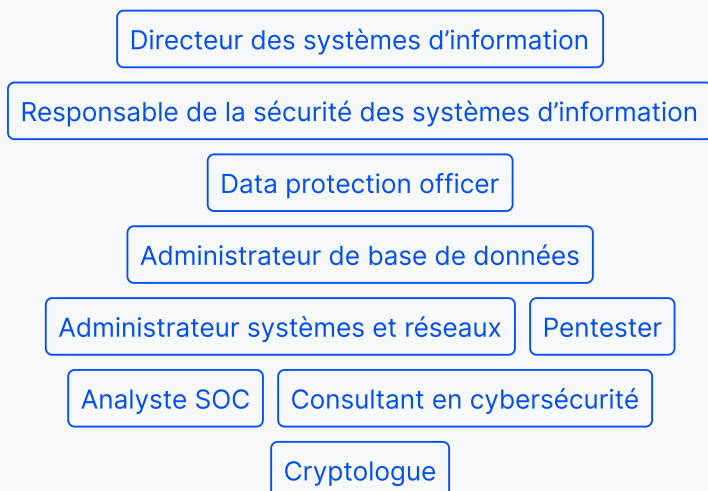 Directeur des systèmes d’information
Responsable de la sécurité des systèmes d’information
Data protection officer
Administrateur de base de données
Administrateur systèmes et réseaux Pentester
Analyste SOC Consultant en cybersécurité
Cryptologue